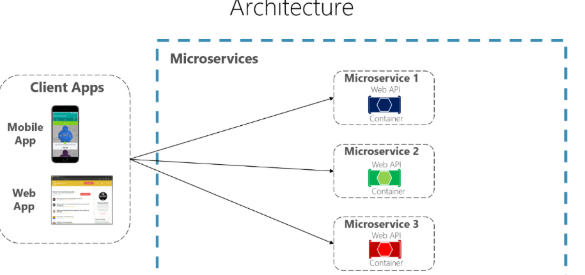 Architecture
Microservices
Client Apps
Mobile
App
Web
App
Microservice 1
Web API
Container
Microservice 2
Web API
Container
Microservice 3
Web API
Container